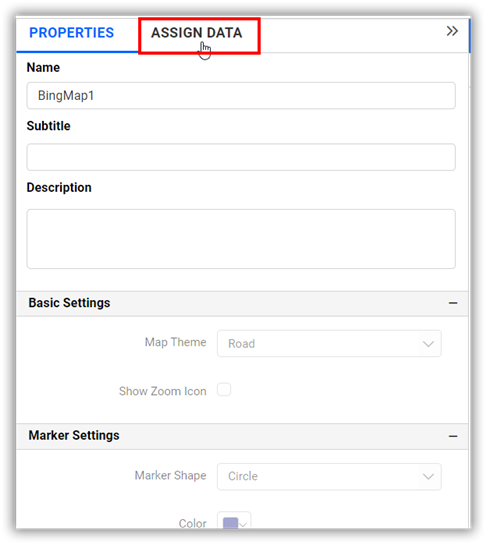 PROPERTIES ASSIGN DATA
Name
BingMap1
Subtitle
Description
Basic Settings
Map Theme Road
Show Zoom Icon
Marker Settings
Marker Shape Circle
Color